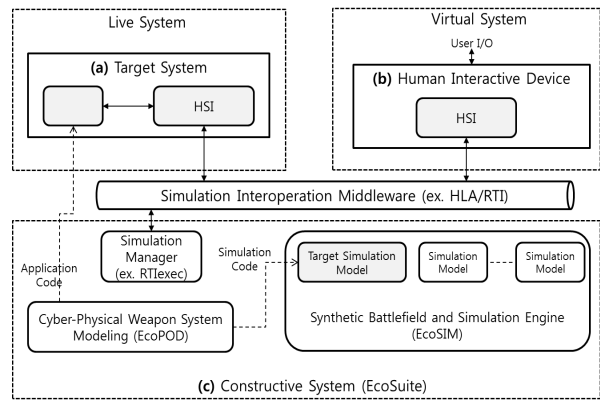 Live System
Virtual System
User I/O
(a) Target System
HSI
(b) Human Interactive Device
HSI
Simulation Interoperation Middleware (ex. HLA/RTI)
Simulation
Manager
(ex. RTIexec)
Simulation
Code
Target Simulation
Model
Simulation
Model
Simulation
Model
Application
Code
Cyber-Physical Weapon System
Modeling (EcoPOD)
Synthetic Battlefield and Simulation Engine
(EcoSIM)
(c) Constructive System (EcoSuite)